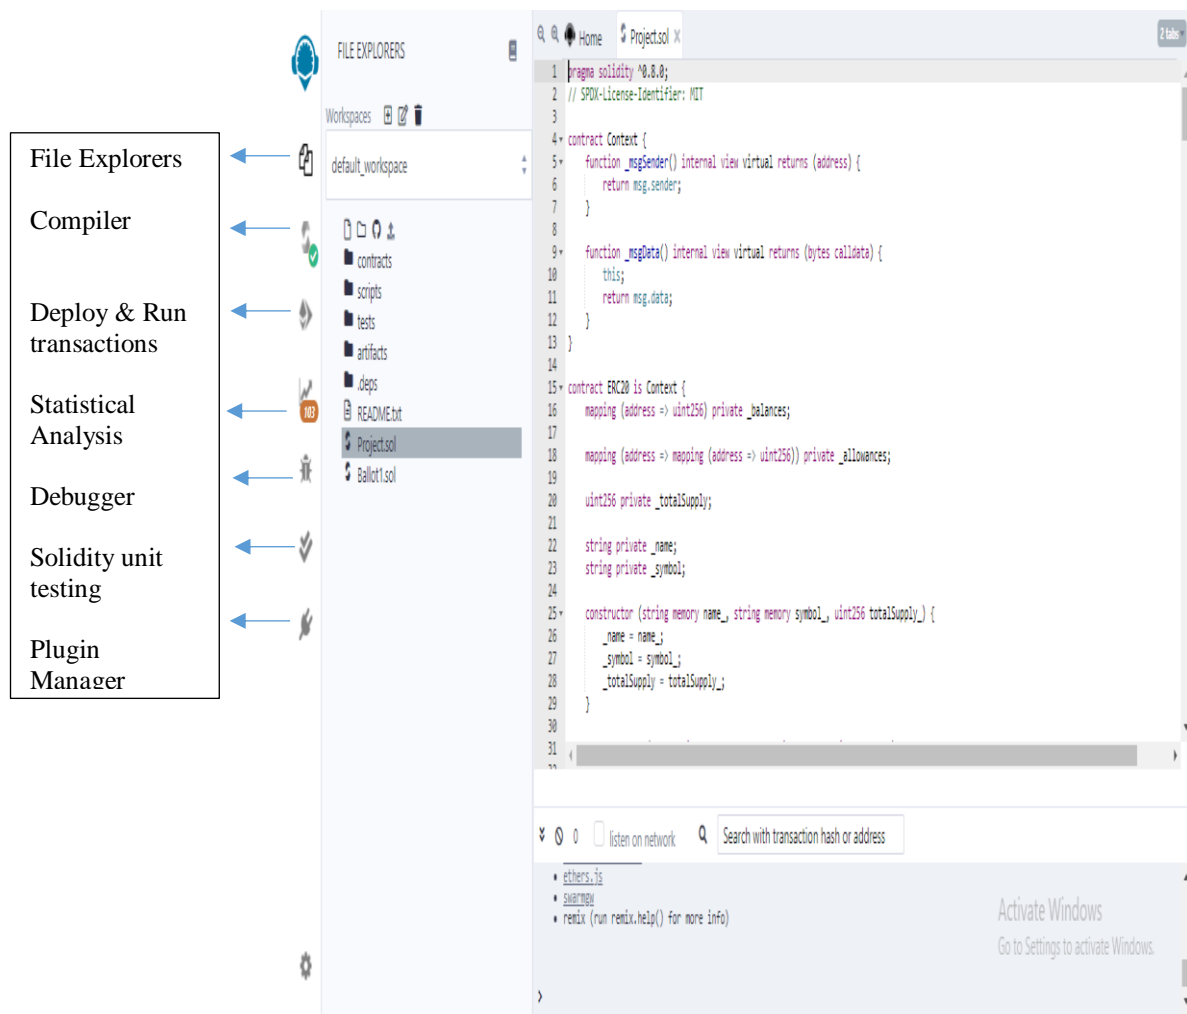 File Explorers
Compiler
Deploy & Run
transactions
Statistical
Analysis
Debugger
Solidity unit
testing
Plugin
Manager
103
FILE EXPLORERS
Workspaces
default_workspace
contracts
scripts
tests
artifacts
.deps
README.txt
Project.sol
Ballot1.sol
Home
Project.sol ×
2 tabs
1 pragma solidity ^0.8.0;
2 // SPDX-License-Identifier: MIT
3
4 contract Context {
5 function _msgSender() internal view virtual returns (address) {
6 return msg.sender;
7 }
8
9 function _msgData() internal view virtual returns (bytes calldata) {
10 this;
11 return msg.data;
12 }
13 }
14
15 contract ERC20 is Context {
16 mapping (address => uint256) private _balances;
17
18 mapping (address => mapping (address => uint256)) private _allowances;
19
20 uint256 private _totalSupply;
21
22 string private _name;
23 string private _symbol;
24
25 constructor (string memory name_, string memory symbol_, uint256 totalSupply_) {
26 _name = name_;
27 _symbol = symbol_;
28 _totalSupply = totalSupply_;
29 }
30
31
0 listen on network
Search with transaction hash or address
• ethers.js
• swarmgw
• remix (run remix.help() for more info)
>
Activate Windows
Go to Settings to activate Windows.